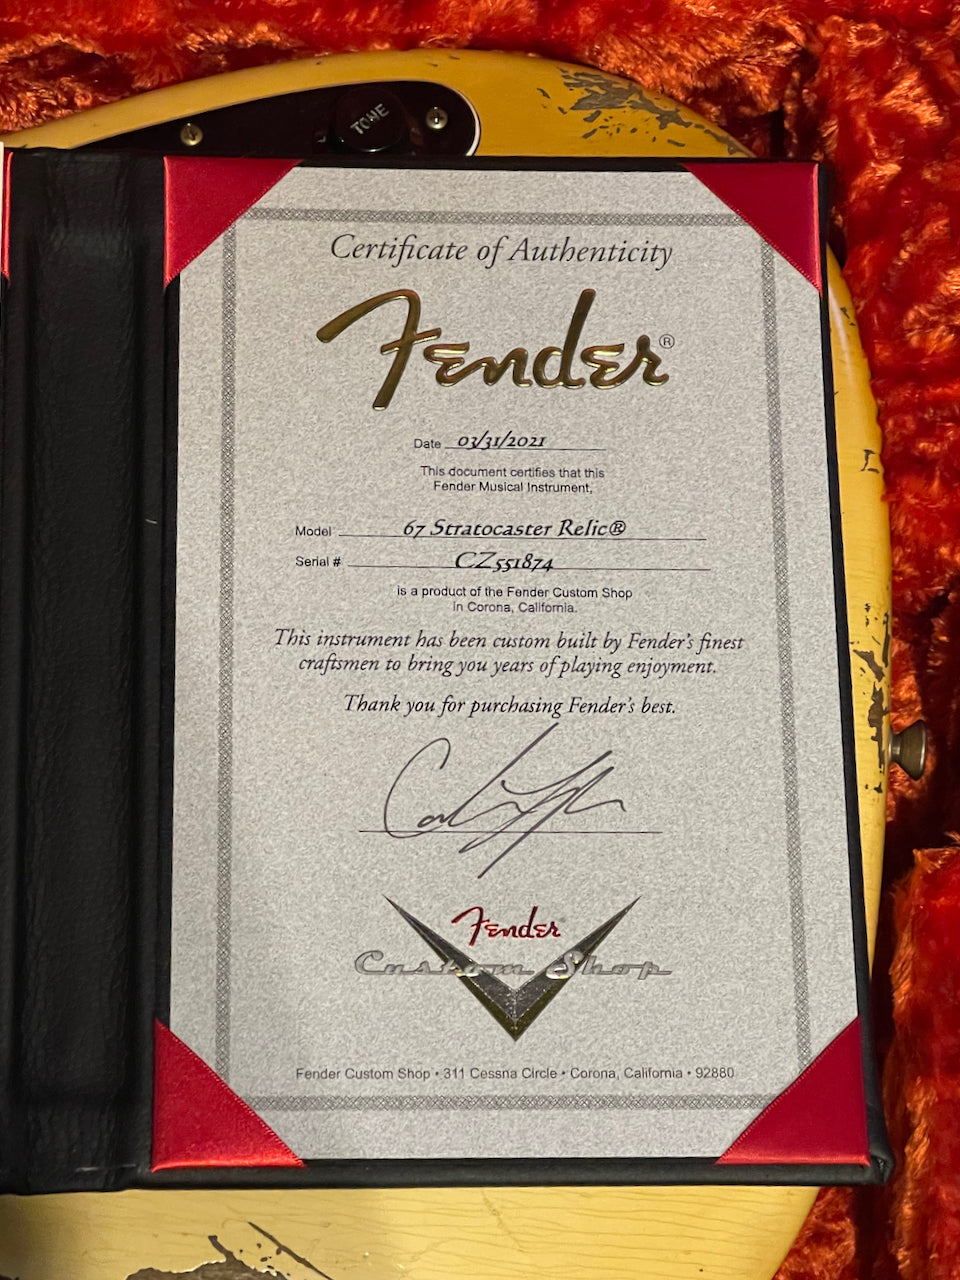 TONE
Certificate of Authenticity
Fender®
Date 03/31/2021
This document certifies that this
Fender Musical Instrument,
Model 67 Stratocaster Relic®
Serial # CZ551874
is a product of the Fender Custom Shop
in Corona, California.
This instrument has been custom built by Fender's finest
craftsmen to bring you years of playing enjoyment.
Thank you for purchasing Fender's best.
Fender®
Custom Shop
Fender Custom Shop • 311 Cessna Circle • Corona, California • 92880